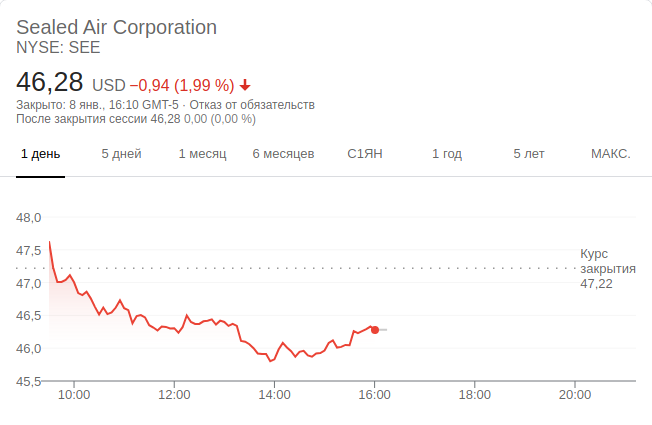 Sealed Air Corporation
NYSE: SEE
46,28 USD −0,94 (1,99 %)
Закрыто: 8 янв., 16:10 GMT-5 · Отказ от обязательств
После закрытия сессии 46,28 0,00 (0,00 %)
1 день 5 дней 1 месяц 6 месяцев С1ЯН 1 год 5 лет МАКС.
48,0
47,5
Курс
закрытия
47,22
47,0
46,5
46,0
45,5
10:00 12:00 14:00 16:00 18:00 20:00